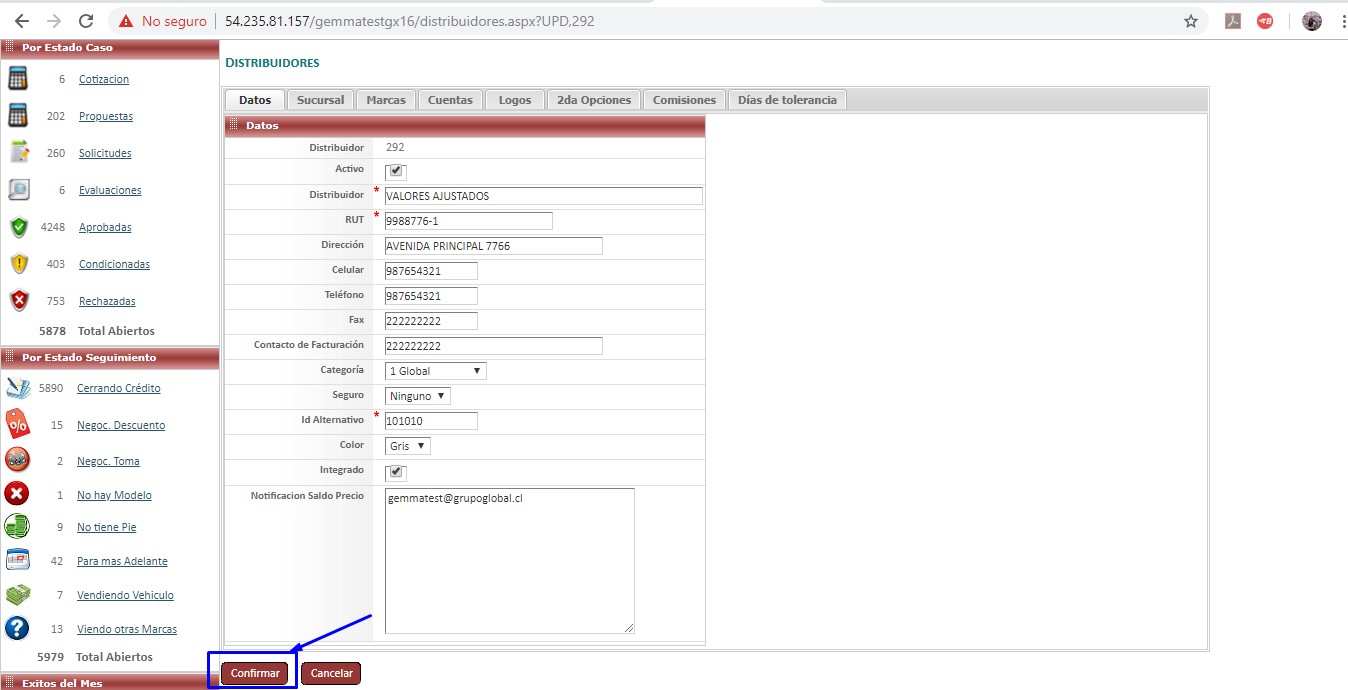 No seguro
54.235.81.157/gemmatestgx16/distribuidores.aspx?UPD,292
Por Estado Caso
6 Cotizacion
202 Propuestas
260 Solicitudes
6 Evaluaciones
4248 Aprobadas
403 Condicionadas
753 Rechazadas
5878 Total Abiertos
Por Estado Seguimiento
5890 Cerrando Crédito
15 Negoc. Descuento
2 Negoc. Toma
1 No hay Modelo
9 No tiene Pie
42 Para mas Adelante
7 Vendiendo Vehiculo
13 Viendo otras Marcas
5979 Total Abiertos
Exitos del Mes
DISTRIBUIDORES
Datos Sucursal Marcas Cuentas Logos 2da Opciones Comisiones Días de tolerancia
Datos
Distribuidor 292
Activo
Distribuidor * VALORES AJUSTADOS
RUT * 9988776-1
Dirección AVENIDA PRINCIPAL 7766
Celular 987654321
Teléfono 987654321
Fax 222222222
Contacto de Facturación 222222222
Categoría 1 Global
Seguro Ninguno
Id Alternativo * 101010
Color Gris
Integrado
Notificacion Saldo Precio gemmatest@grupoglobal.cl
Confirmar Cancelar